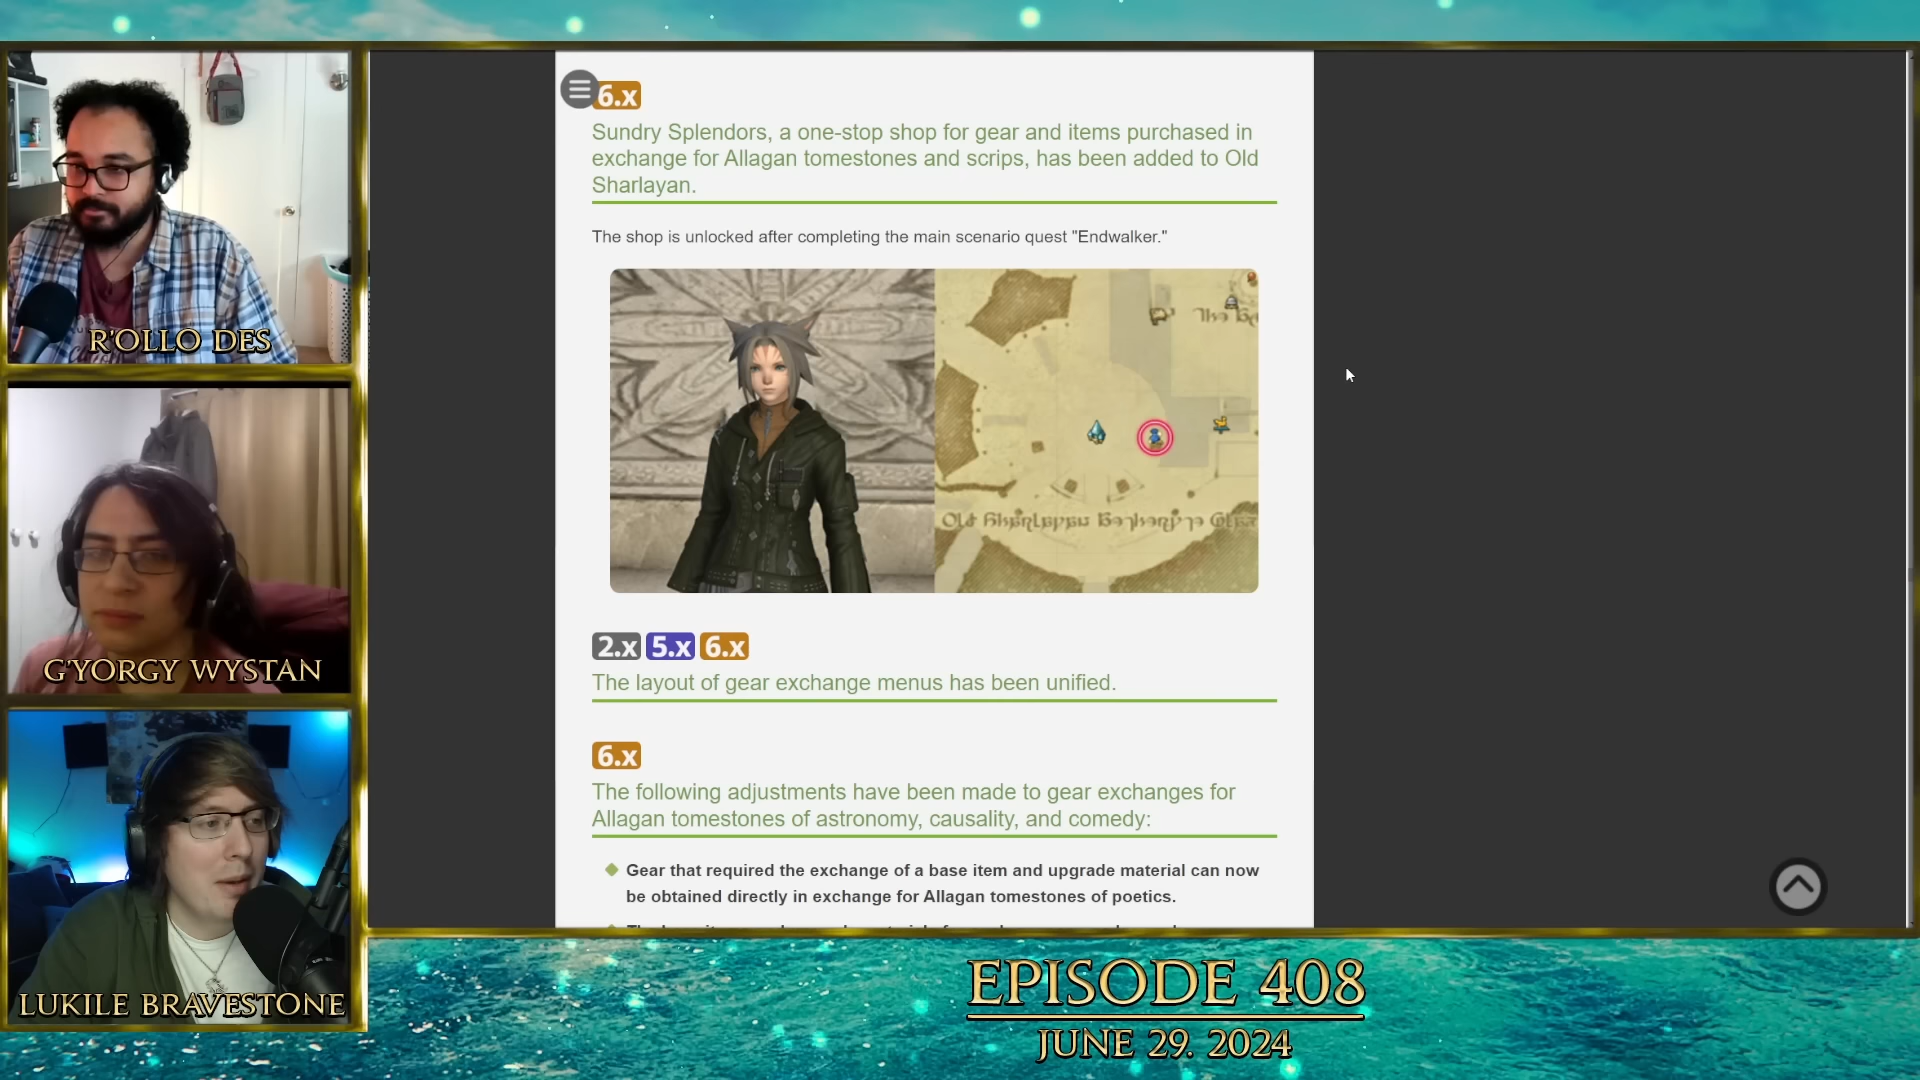 R'OLLO DES
G'YORGY WYSTAN
LUKILE BRAVESTONE
6.x
Sundry Splendors, a one-stop shop for gear and items purchased in
exchange for Allagan tomestones and scrips, has been added to Old
Sharlayan.
The shop is unlocked after completing the main scenario quest "Endwalker."
2.x 5.x 6.x
The layout of gear exchange menus has been unified.
6.x
The following adjustments have been made to gear exchanges for
Allagan tomestones of astronomy, causality, and comedy:
Gear that required the exchange of a base item and upgrade material can now
be obtained directly in exchange for Allagan tomestones of poetics.
EPISODE 408
JUNE 29. 2024